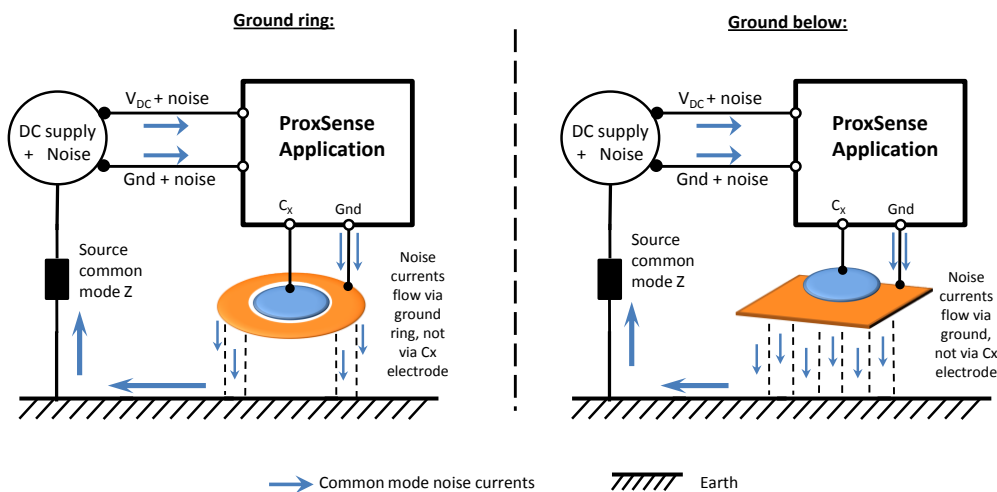 Ground ring:
V_DC + noise
DC supply
+ Noise
Gnd + noise
ProxSense
Application
C_X
Gnd
Source
common
mode Z
Noise
currents
flow via
ground
ring, not
via Cx
electrode
Ground below:
V_DC + noise
DC supply
+ Noise
Gnd + noise
ProxSense
Application
C_X
Gnd
Source
common
mode Z
Noise
currents
flow via
ground,
not via Cx
electrode
Common mode noise currents
Earth